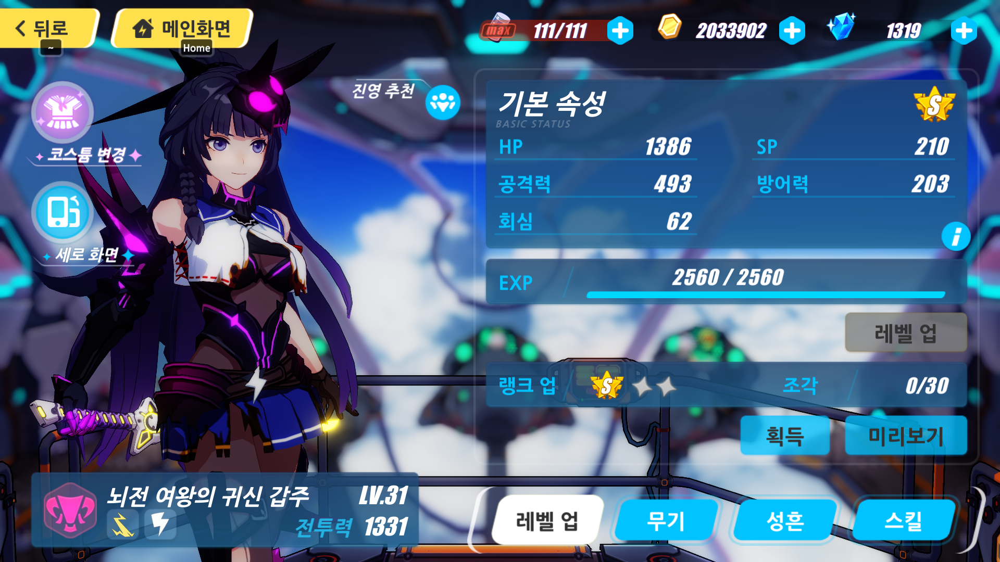 뒤로
~
메인화면
Home
max
111/111
2033902
1319
코스튬 변경
세로 화면
진영 추천
기본 속성
S
BASIC STATUS
HP 1386
SP 210
공격력 493
방어력 203
회심 62
i
EXP 2560 / 2560
레벨 업
랭크 업 S
조각 0/30
획득
미리보기
뇌전 여왕의 귀신 갑주 LV.31
전투력 1331
레벨 업
무기
성흔
스킬